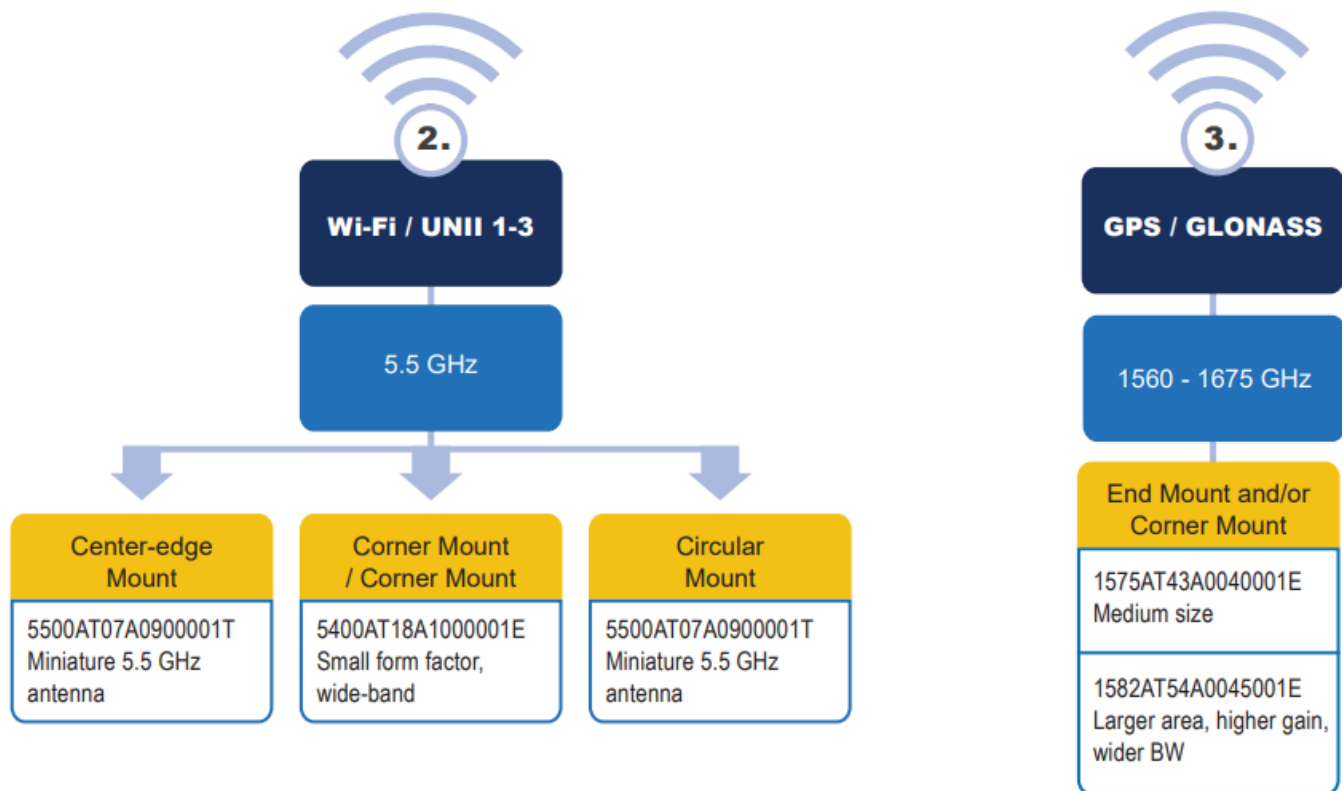 2.
Wi-Fi / UNII 1-3
5.5 GHz
Center-edge
Mount
5500AT07A0900001T
Miniature 5.5 GHz
antenna
Corner Mount
/ Corner Mount
5400AT18A1000001E
Small form factor,
wide-band
Circular
Mount
5500AT07A0900001T
Miniature 5.5 GHz
antenna
3.
GPS / GLONASS
1560 - 1675 GHz
End Mount and/or
Corner Mount
1575AT43A0040001E
Medium size
1582AT54A0045001E
Larger area, higher gain,
wider BW